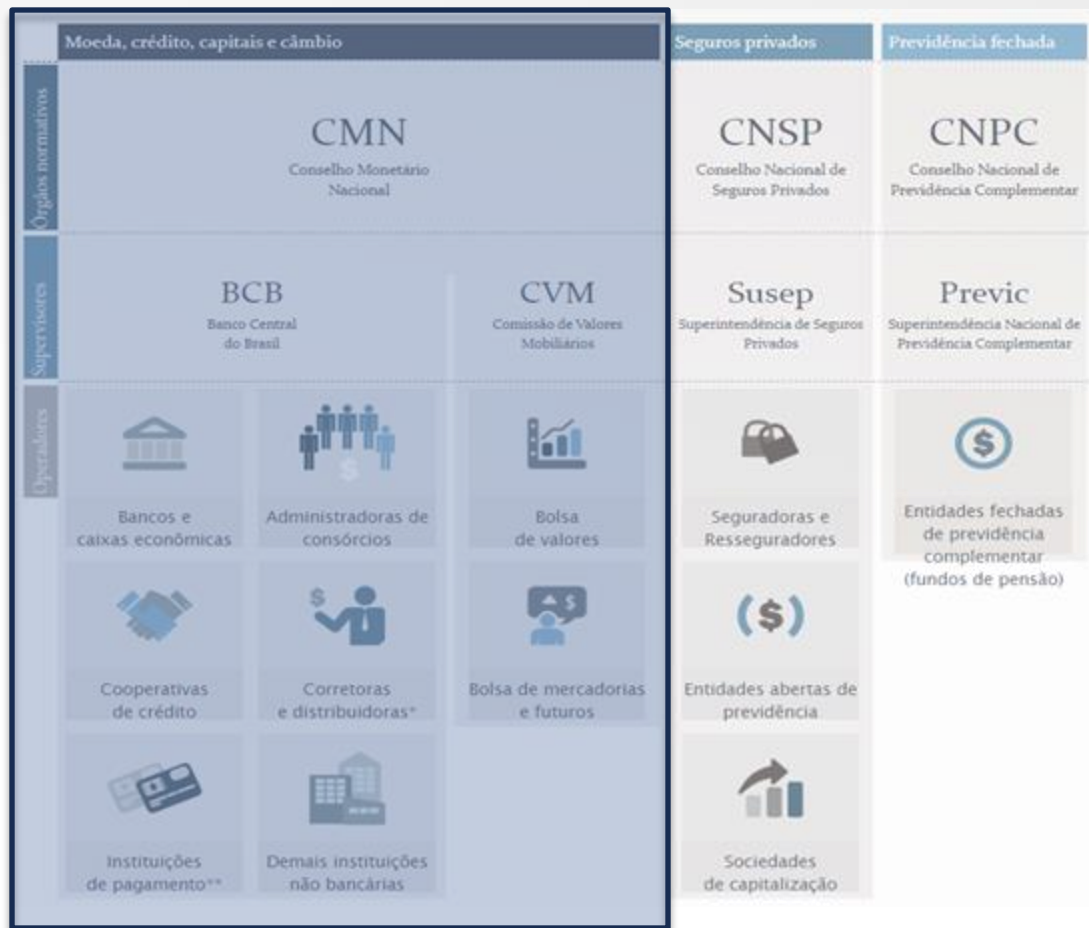 Moeda, crédito, capitais e câmbio
Seguros privados
Previdência fechada
Órgãos normativos
CMN
Conselho Monetário
Nacional
CNSP
Conselho Nacional de
Seguros Privados
CNPC
Conselho Nacional de
Previdência Complementar
Supervisores
BCB
Banco Central
do Brasil
CVM
Comissão de Valores
Mobiliários
Susep
Superintendência de Seguros
Privados
Previc
Superintendência Nacional de
Previdência Complementar
Operadores
Bancos e
caixas econômicas
Administradoras de
consórcios
Bolsa
de valores
Seguradoras e
Resseguradores
Entidades fechadas
de previdência
complementar
(fundos de pensão)
Cooperativas
de crédito
Corretoras
e distribuidoras*
Bolsa de mercadorias
e futuros
Entidades abertas de
previdência
Instituições
de pagamento**
Demais instituições
não bancárias
Sociedades
de capitalização